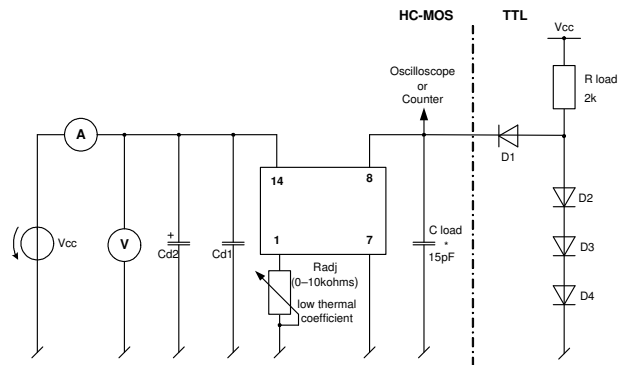 HC-MOS
TTL
Vcc
Oscilloscope
or
Counter
R load
2k
A
D1
14
8
D2
Vcc
V
+
Cd2
Cd1
1
7
C load
*
15pF
D3
Radj
(0–10kohms)
low thermal
coefficient
D4